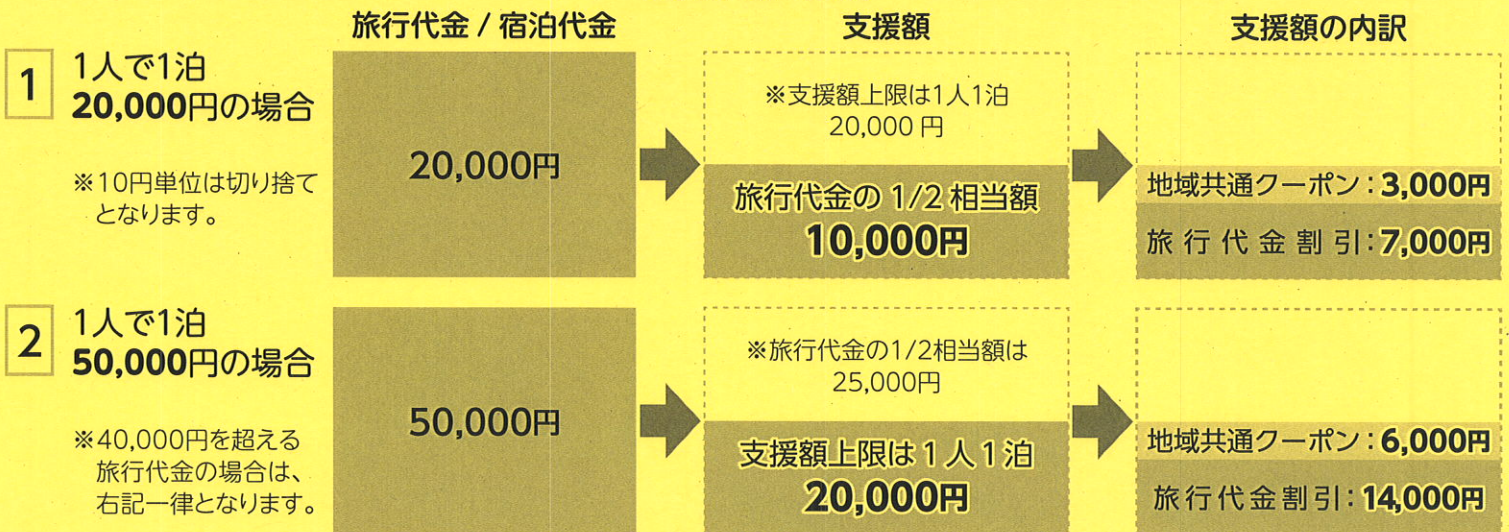 旅行代金 / 宿泊代金
支援額
支援額の内訳
1
1人で1泊
20,000円の場合
※10円単位は切り捨て
となります。
20,000円
※支援額上限は1人1泊
20,000 円
旅行代金の 1/2 相当額
10,000円
地域共通クーポン：3,000円
旅行代金割引：7,000円
2
1人で1泊
50,000円の場合
※40,000円を超える
旅行代金の場合は、
右記一律となります。
50,000円
※旅行代金の1/2相当額は
25,000円
支援額上限は 1 人 1 泊
20,000円
地域共通クーポン：6,000円
旅行代金割引：14,000円